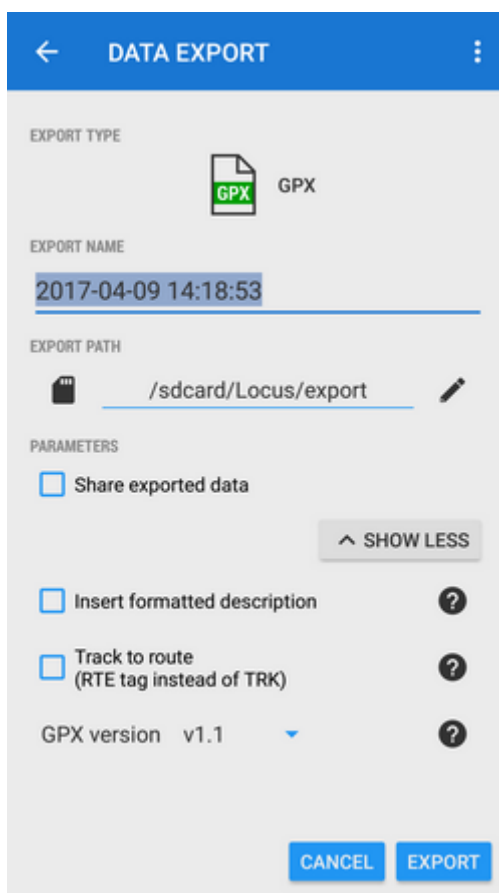 DATA EXPORT
EXPORT TYPE
GPX GPX
EXPORT NAME
2017-04-09 14:18:53
EXPORT PATH
/sdcard/Locus/export
PARAMETERS
Share exported data
SHOW LESS
Insert formatted description
?
Track to route
(RTE tag instead of TRK)
?
GPX version v1.1
?
CANCEL EXPORT